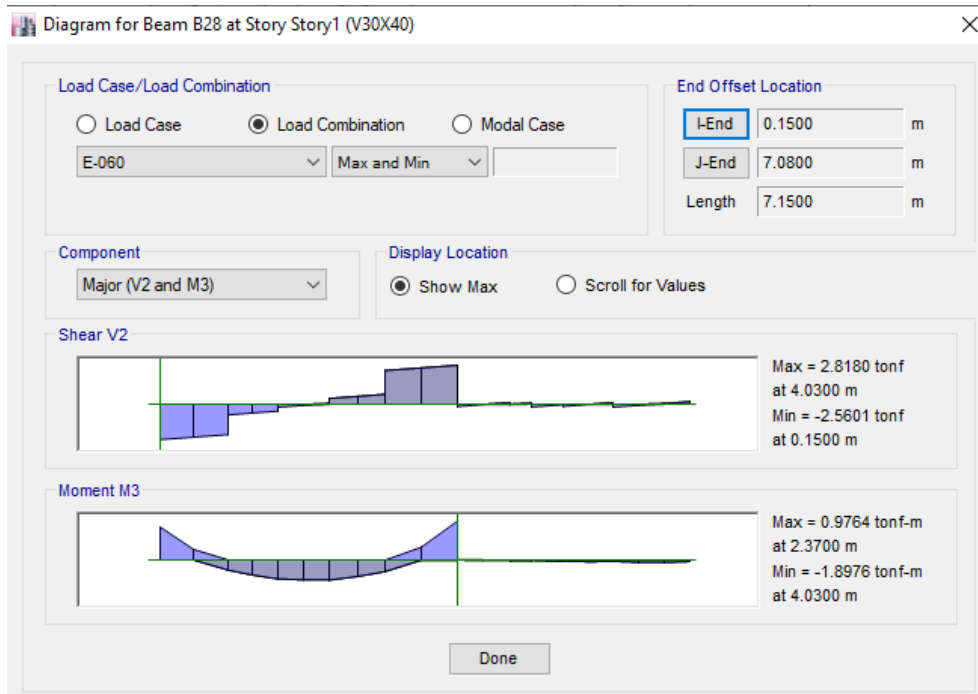 Diagram for Beam B28 at Story Story1 (V30X40)
Load Case/Load Combination
Load Case
Load Combination
Modal Case
E-060
Max and Min
End Offset Location
I-End 0.1500 m
J-End 7.0800 m
Length 7.1500 m
Component
Major (V2 and M3)
Display Location
Show Max
Scroll for Values
Shear V2
Max = 2.8180 tonf
at 4.0300 m
Min = -2.5601 tonf
at 0.1500 m
Moment M3
Max = 0.9764 tonf-m
at 2.3700 m
Min = -1.8976 tonf-m
at 4.0300 m
Done